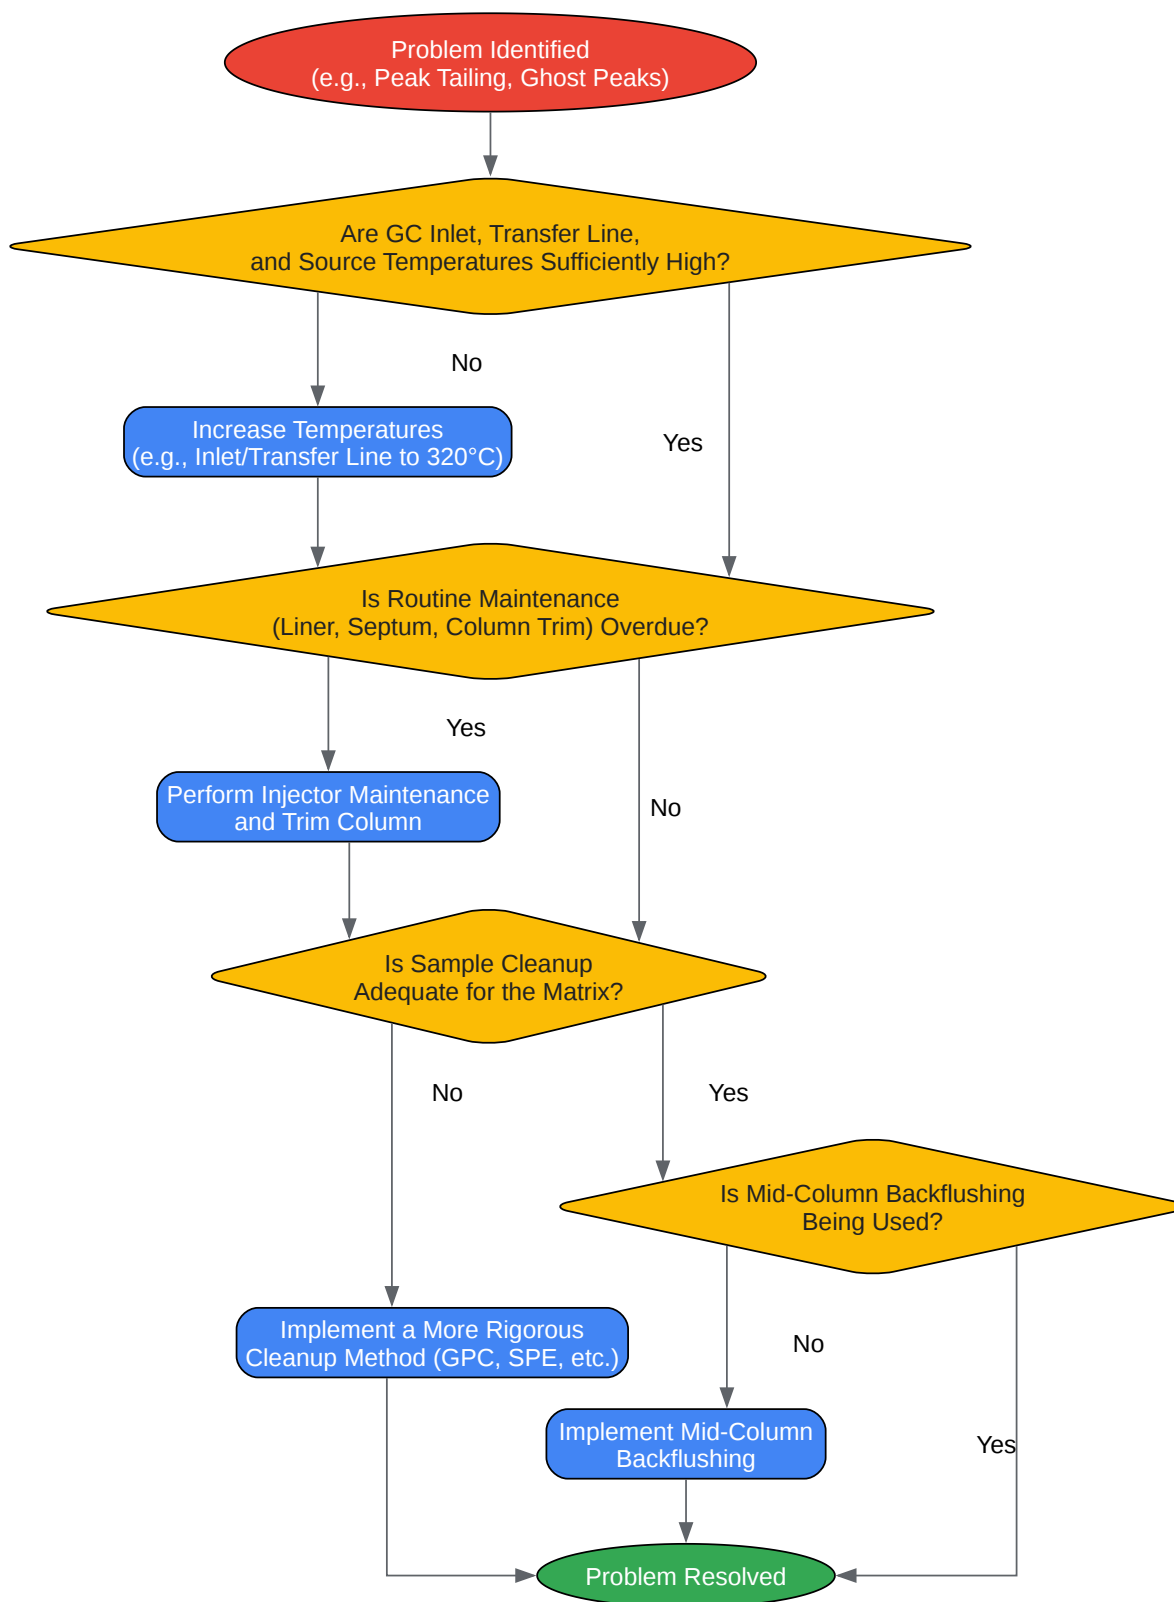 Problem Identified
(e.g., Peak Tailing, Ghost Peaks)
Are GC Inlet, Transfer Line,
and Source Temperatures Sufficiently High?
No
Increase Temperatures
(e.g., Inlet/Transfer Line to 320°C)
Yes
Is Routine Maintenance
(Liner, Septum, Column Trim) Overdue?
Yes
Perform Injector Maintenance
and Trim Column
No
Is Sample Cleanup
Adequate for the Matrix?
No
Yes
Is Mid-Column Backflushing
Being Used?
Implement a More Rigorous
Cleanup Method (GPC, SPE, etc.)
No
Implement Mid-Column
Backflushing
Yes
Problem Resolved